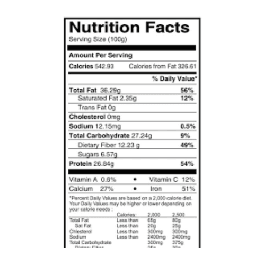 Nutrition Facts
Serving Size (100g)
Amount Per Serving
Calories 542.93 Calories from Fat 326.61
% Daily Value*
Total Fat 36.29g 56%
Saturated Fat 2.35g 12%
Trans Fat 0g
Cholesterol 0mg
Sodium 12.15mg 0.5%
Total Carbohydrate 27.24g 9%
Dietary Fiber 12.23 g 49%
Sugars 6.57g
Protein 26.84g 54%
Vitamin A 0.8% • Vitamin C 12%
Calcium 27% • Iron 51%
*Percent Daily Values are based on a 2,000 calorie diet.
Your Daily Values may be higher or lower depending on
your calorie needs
Calories 2,000 2,500
Total Fat Less than 65g 80g
Sat Fat Less than 20g 25g
Cholesterol Less than 300mg 300mg
Sodium Less than 2400mg 2400mg
Total Carbohydrate 300mg 375g